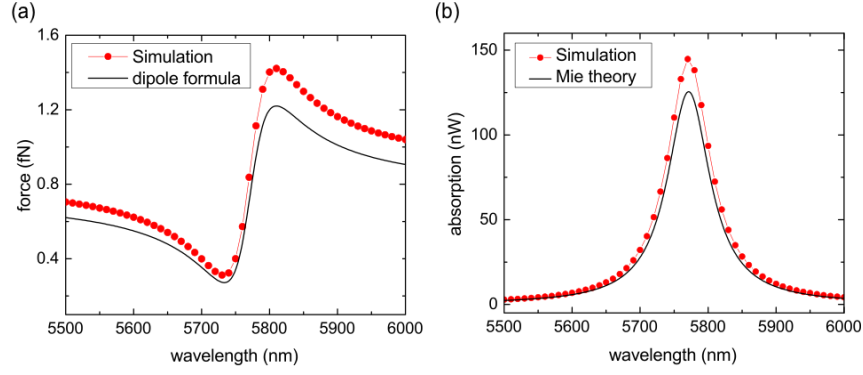 (a)
1.6
1.2
0.8
0.4
force (fN)
Simulation
dipole formula
5500 5600 5700 5800 5900 6000
wavelength (nm)
(b)
150
100
50
0
absorption (nW)
Simulation
Mie theory
5500 5600 5700 5800 5900 6000
wavelength (nm)